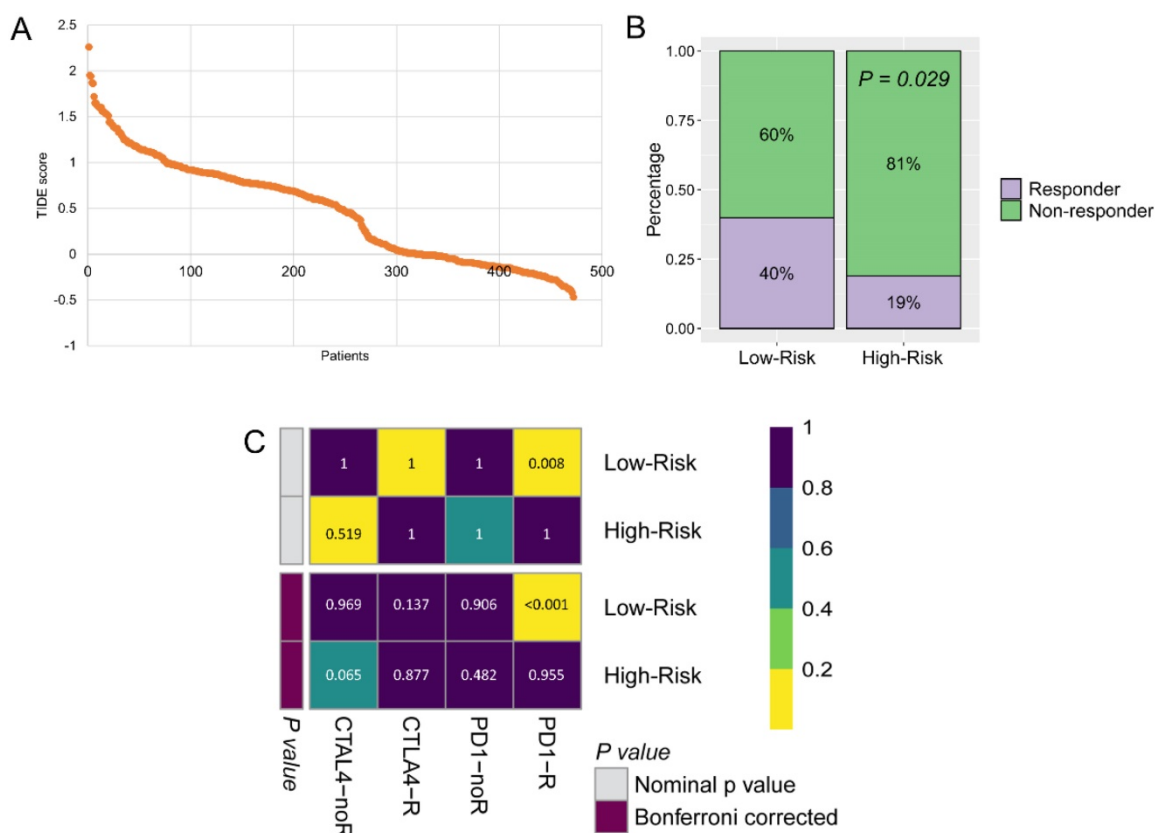 A
2.5
2
1.5
1
0.5
0
-0.5
-1
0
100
200
300
400
500
TIDE score
Patients
B
1.00
0.75
0.50
0.25
0.00
Percentage
P = 0.029
60%
81%
40%
19%
Low-Risk
High-Risk
Responder
Non-responder
C
1 1 1 0.008 Low-Risk
0.519 1 1 1 High-Risk
0.969 0.137 0.906 <0.001 Low-Risk
0.065 0.877 0.482 0.955 High-Risk
P value
CTAL4-noR
CTLA4-R
PD1-noR
PD1-R
1
0.8
0.6
0.4
0.2
P value
Nominal p value
Bonferroni corrected